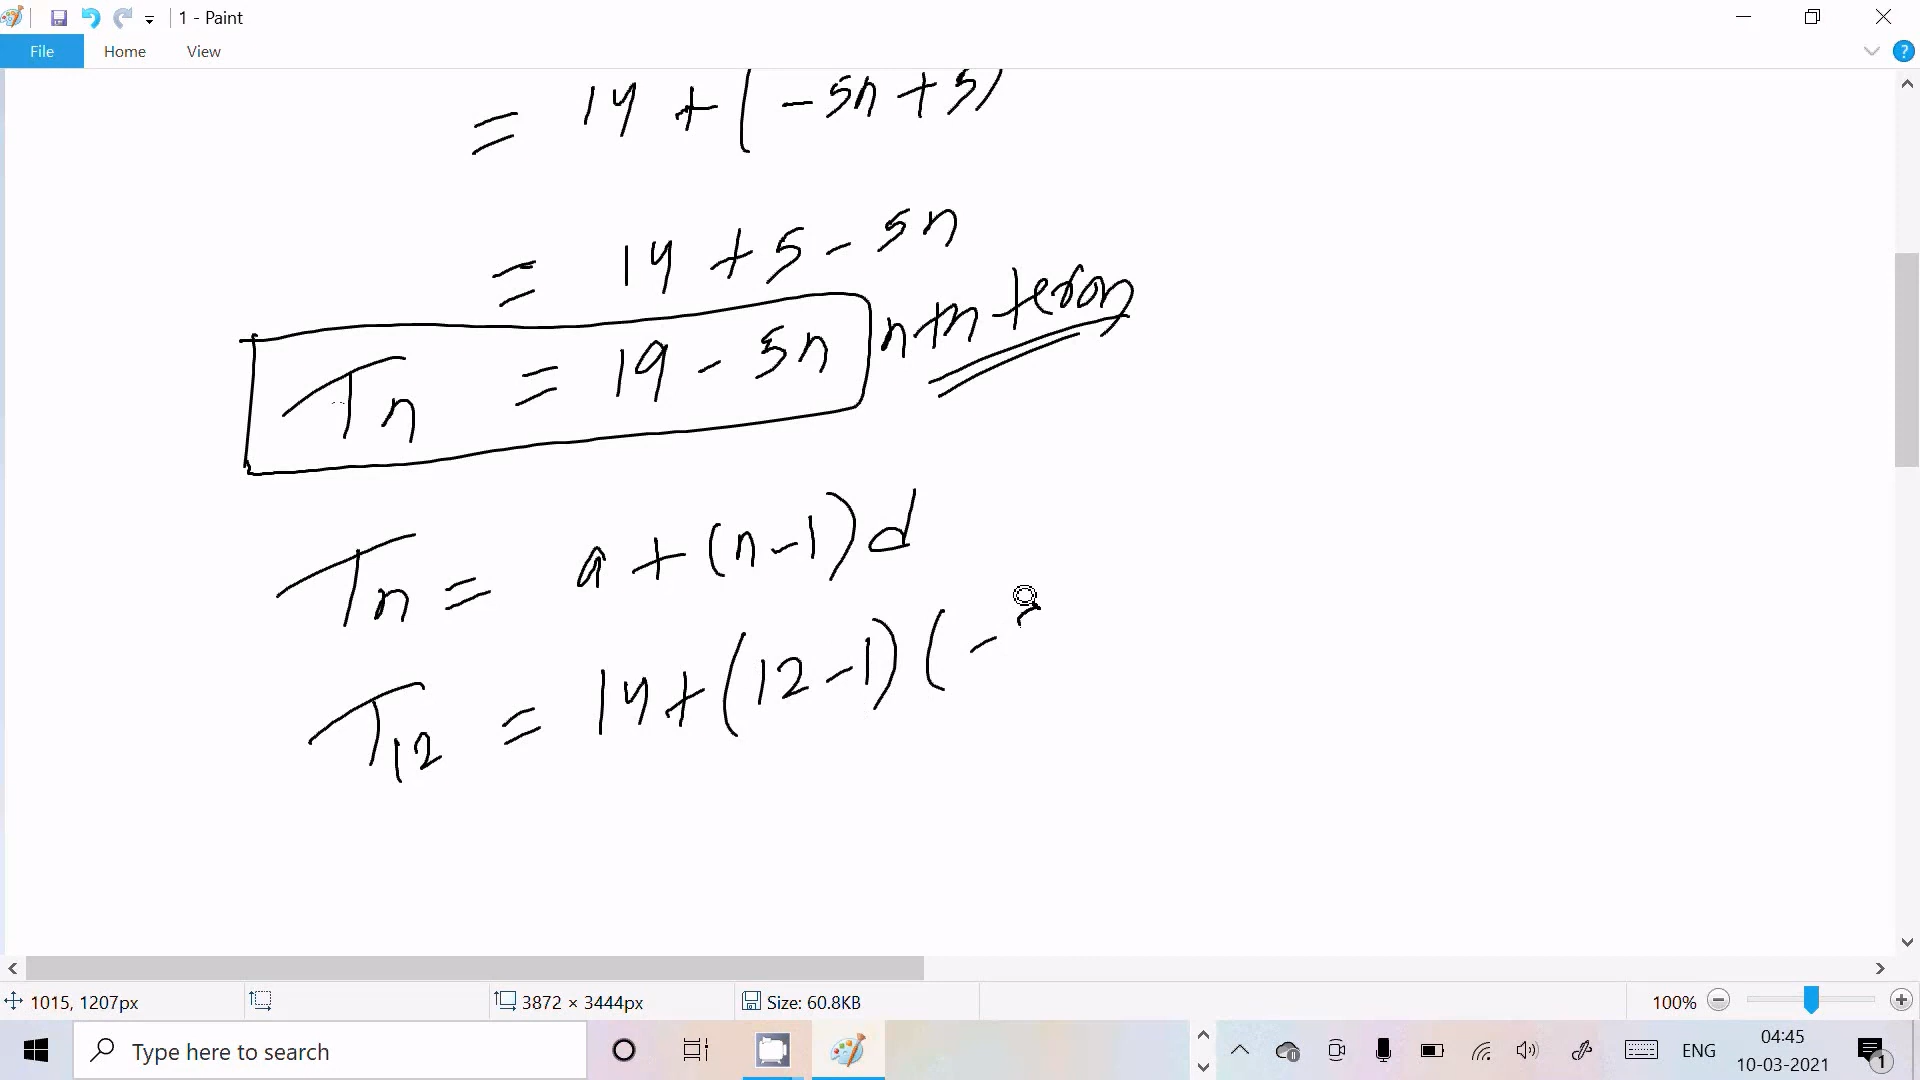 1 - Paint
File Home View
= 14 + ( - 5n + 5)
= 14 + 5 - 5n
Tn = 19 - 5n nth term
Tn = a + (n-1) d
T12 = 14 + (12 - 1) ( -
1015, 1207px 3872 × 3444px Size: 60.8KB 100%
Type here to search ENG 04:45
10-03-2021 1